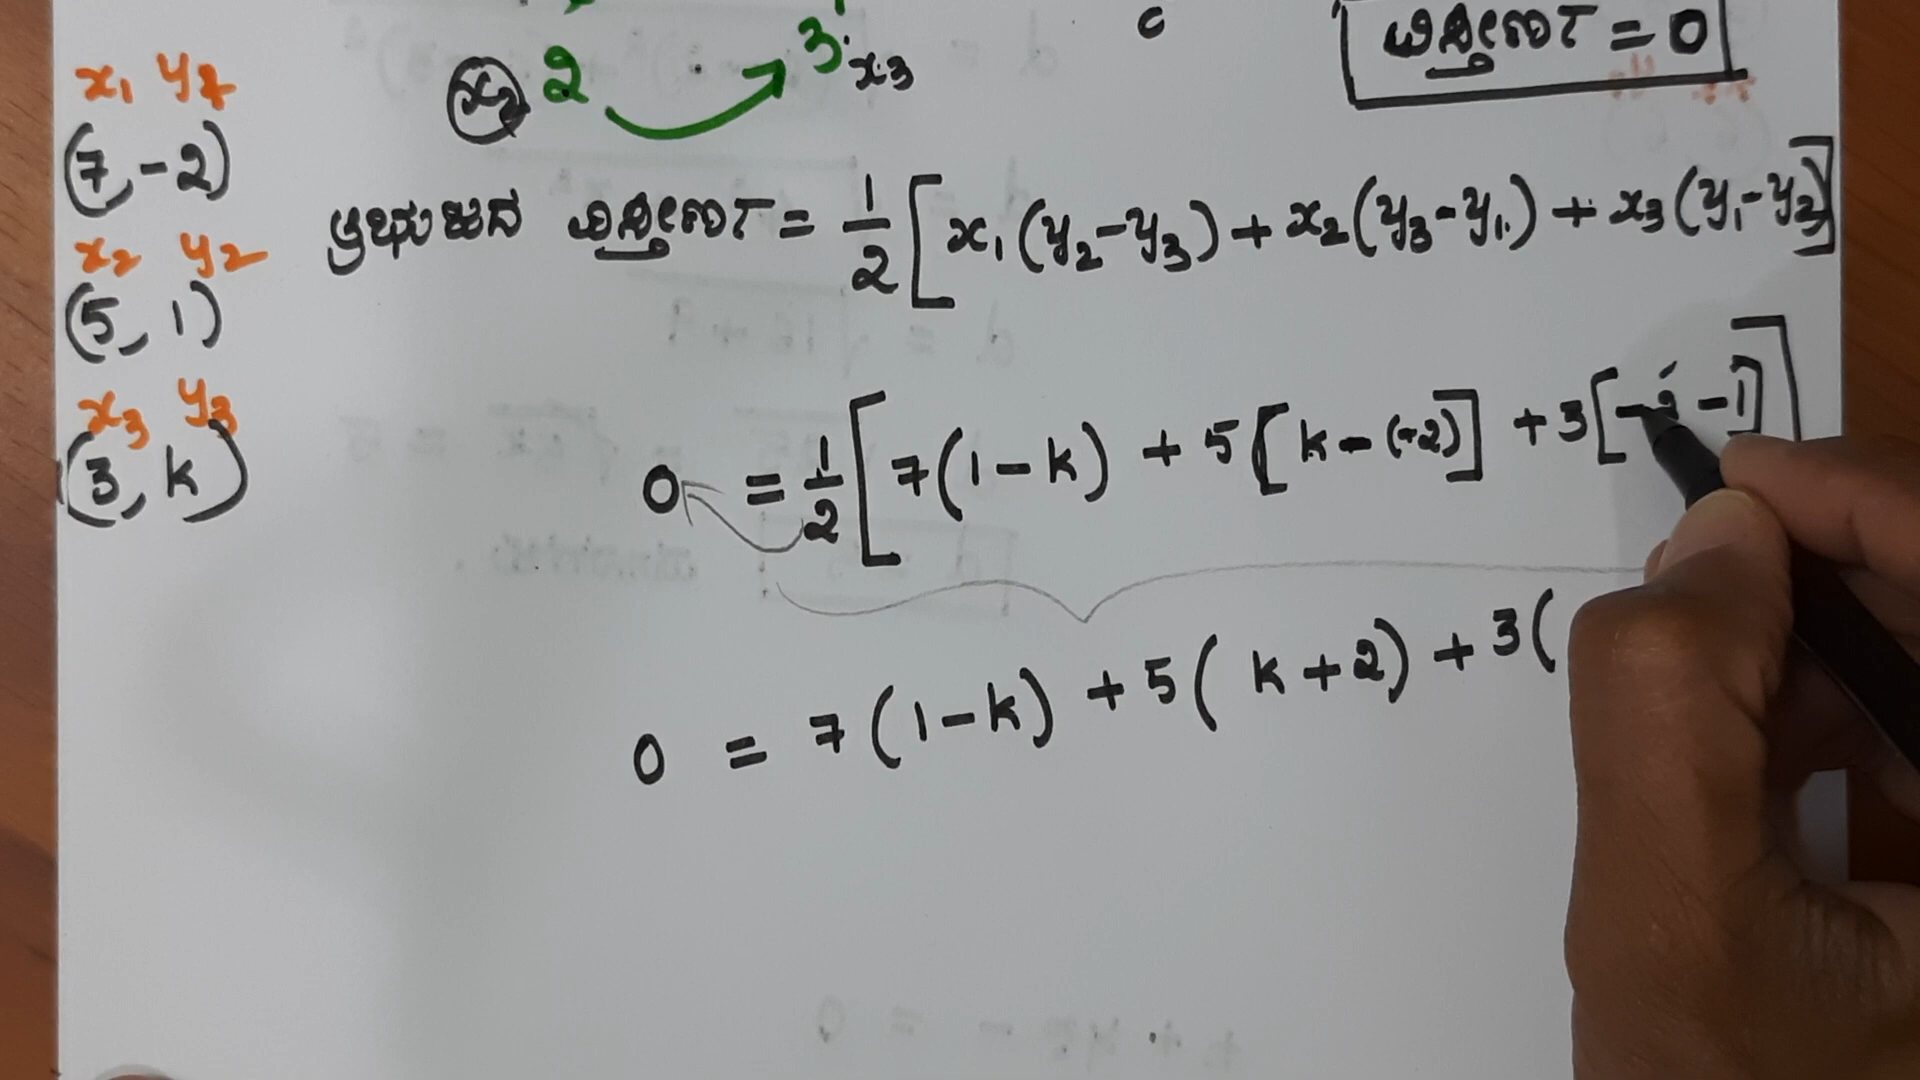 2 3 x₃
x₂
ವಿಸ್ತೀರ್ಣ = 0
x₁ y₁
(7, -2)
x₂ y₂
(5, 1)
x₃ y₃
(3, k)
ತ್ರಿಭುಜದ ವಿಸ್ತೀರ್ಣ = 1/2 [x₁(y₂-y₃) + x₂(y₃-y₁) + x₃(y₁-y₂)]
0 = 1/2 [7(1-k) + 5[k-(-2)] + 3[-2-1]]
0 = 7(1-k) + 5(k+2) + 3(